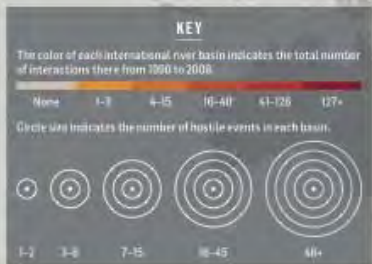 KEY
The color of each international river basin indicates the total number
of interactions there from 1990 to 2008.
None 1–3 4–15 16–40 41–126 127+
Circle size indicates the number of hostile events in each basin.
1–2 3–6 7–15 16–45 46+